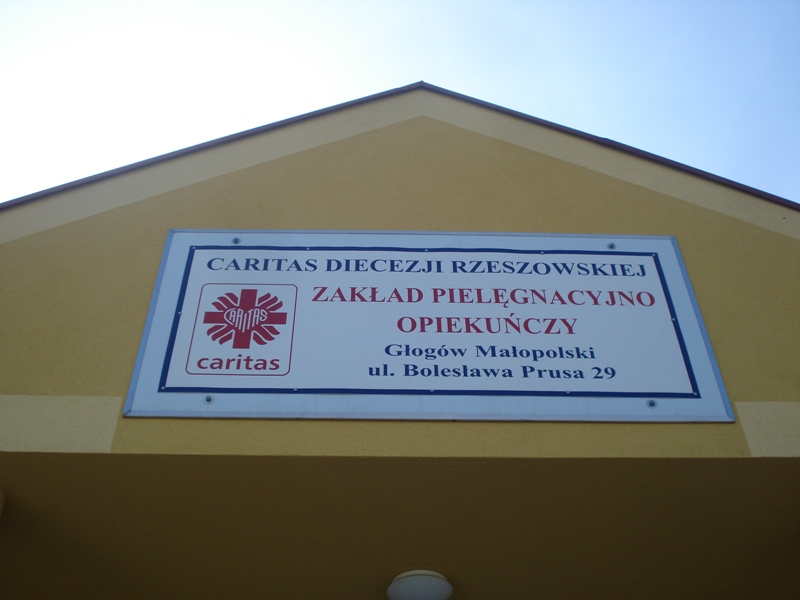 CARITAS DIECEZJI RZESZOWSKIEJ
CARITAS
caritas
ZAKŁAD PIELĘGNACYJNO
OPIEKUŃCZY
Głogów Małopolski
ul. Bolesława Prusa 29